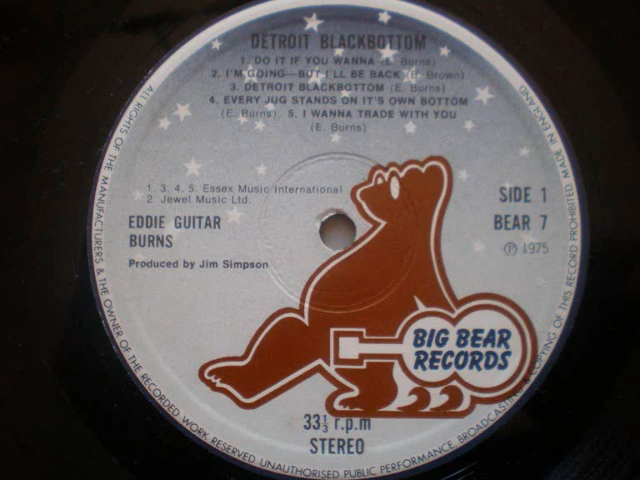 DETROIT BLACKBOTTOM
1. DO IT IF YOU WANNA (E. Burns)
2. I'M GOING—BUT I'LL BE BACK (E. Brown)
3. DETROIT BLACKBOTTOM (E. Burns)
4. EVERY JUG STANDS ON IT'S OWN BOTTOM
(E. Burns) 5. I WANNA TRADE WITH YOU
(E. Burns)
1. 3. 4. 5. Essex Music International
2. Jewel Music Ltd.
EDDIE GUITAR
BURNS
Produced by Jim Simpson
SIDE 1
BEAR 7
Ⓟ 1975
BIG BEAR
RECORDS
33⅓ r.p.m
STEREO
ALL RIGHTS OF THE MANUFACTURERS & THE OWNER OF THE RECORDED WORK RESERVED UNAUTHORISED PUBLIC PERFORMANCE BROADCASTING & COPYING OF THIS RECORD PROHIBITED MADE IN ENGLAND